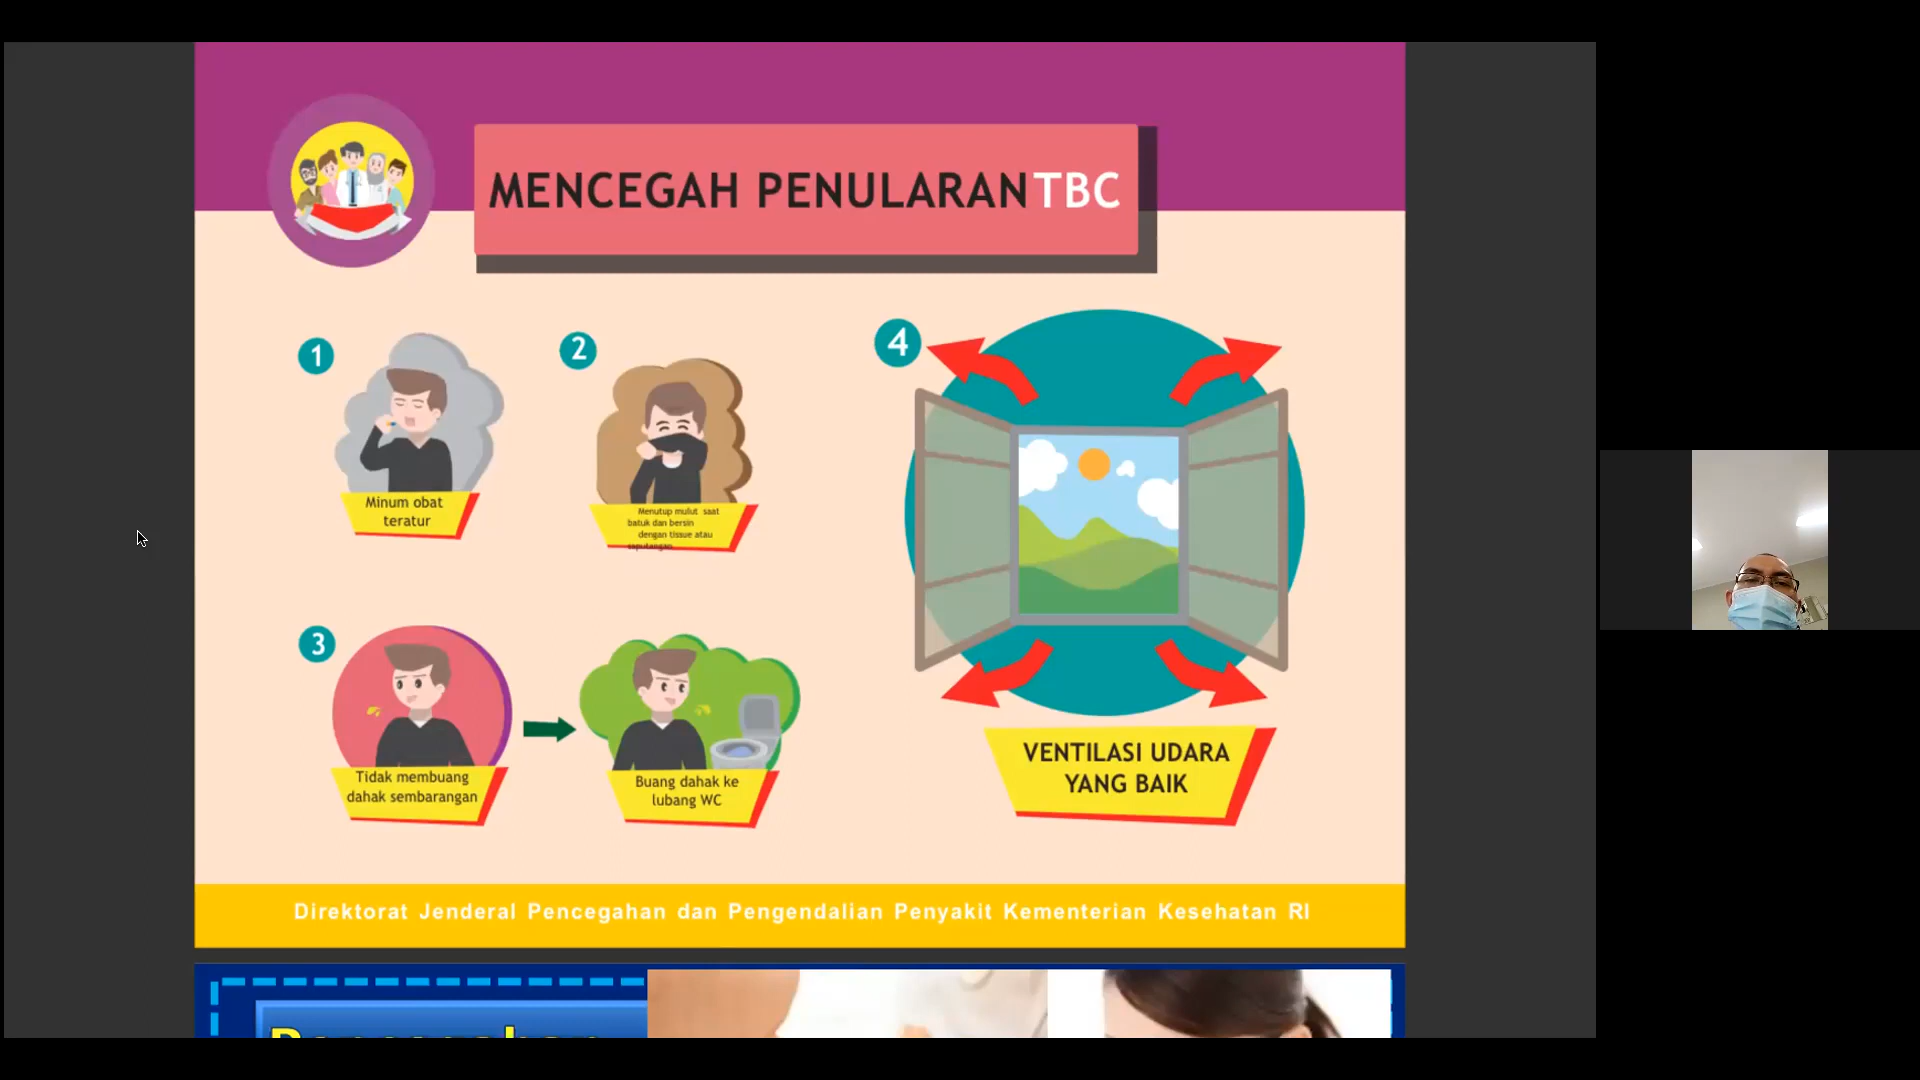 MENCEGAH PENULARAN TBC
1
Minum obat
teratur
2
Menutup mulut saat
batuk dan bersin
dengan tissue atau
saputangan
3
Tidak membuang
dahak sembarangan
Buang dahak ke
lubang WC
4
VENTILASI UDARA
YANG BAIK
Direktorat Jenderal Pencegahan dan Pengendalian Penyakit Kementerian Kesehatan RI